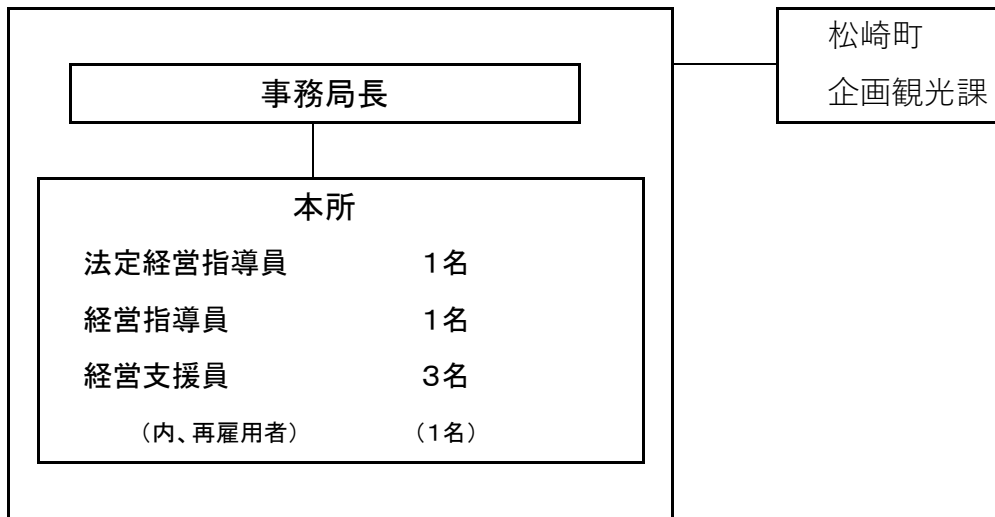 松崎町
企画観光課
事務局長
本所
法定経営指導員 1名
経営指導員 1名
経営支援員 3名
（内、再雇用者） （1名）